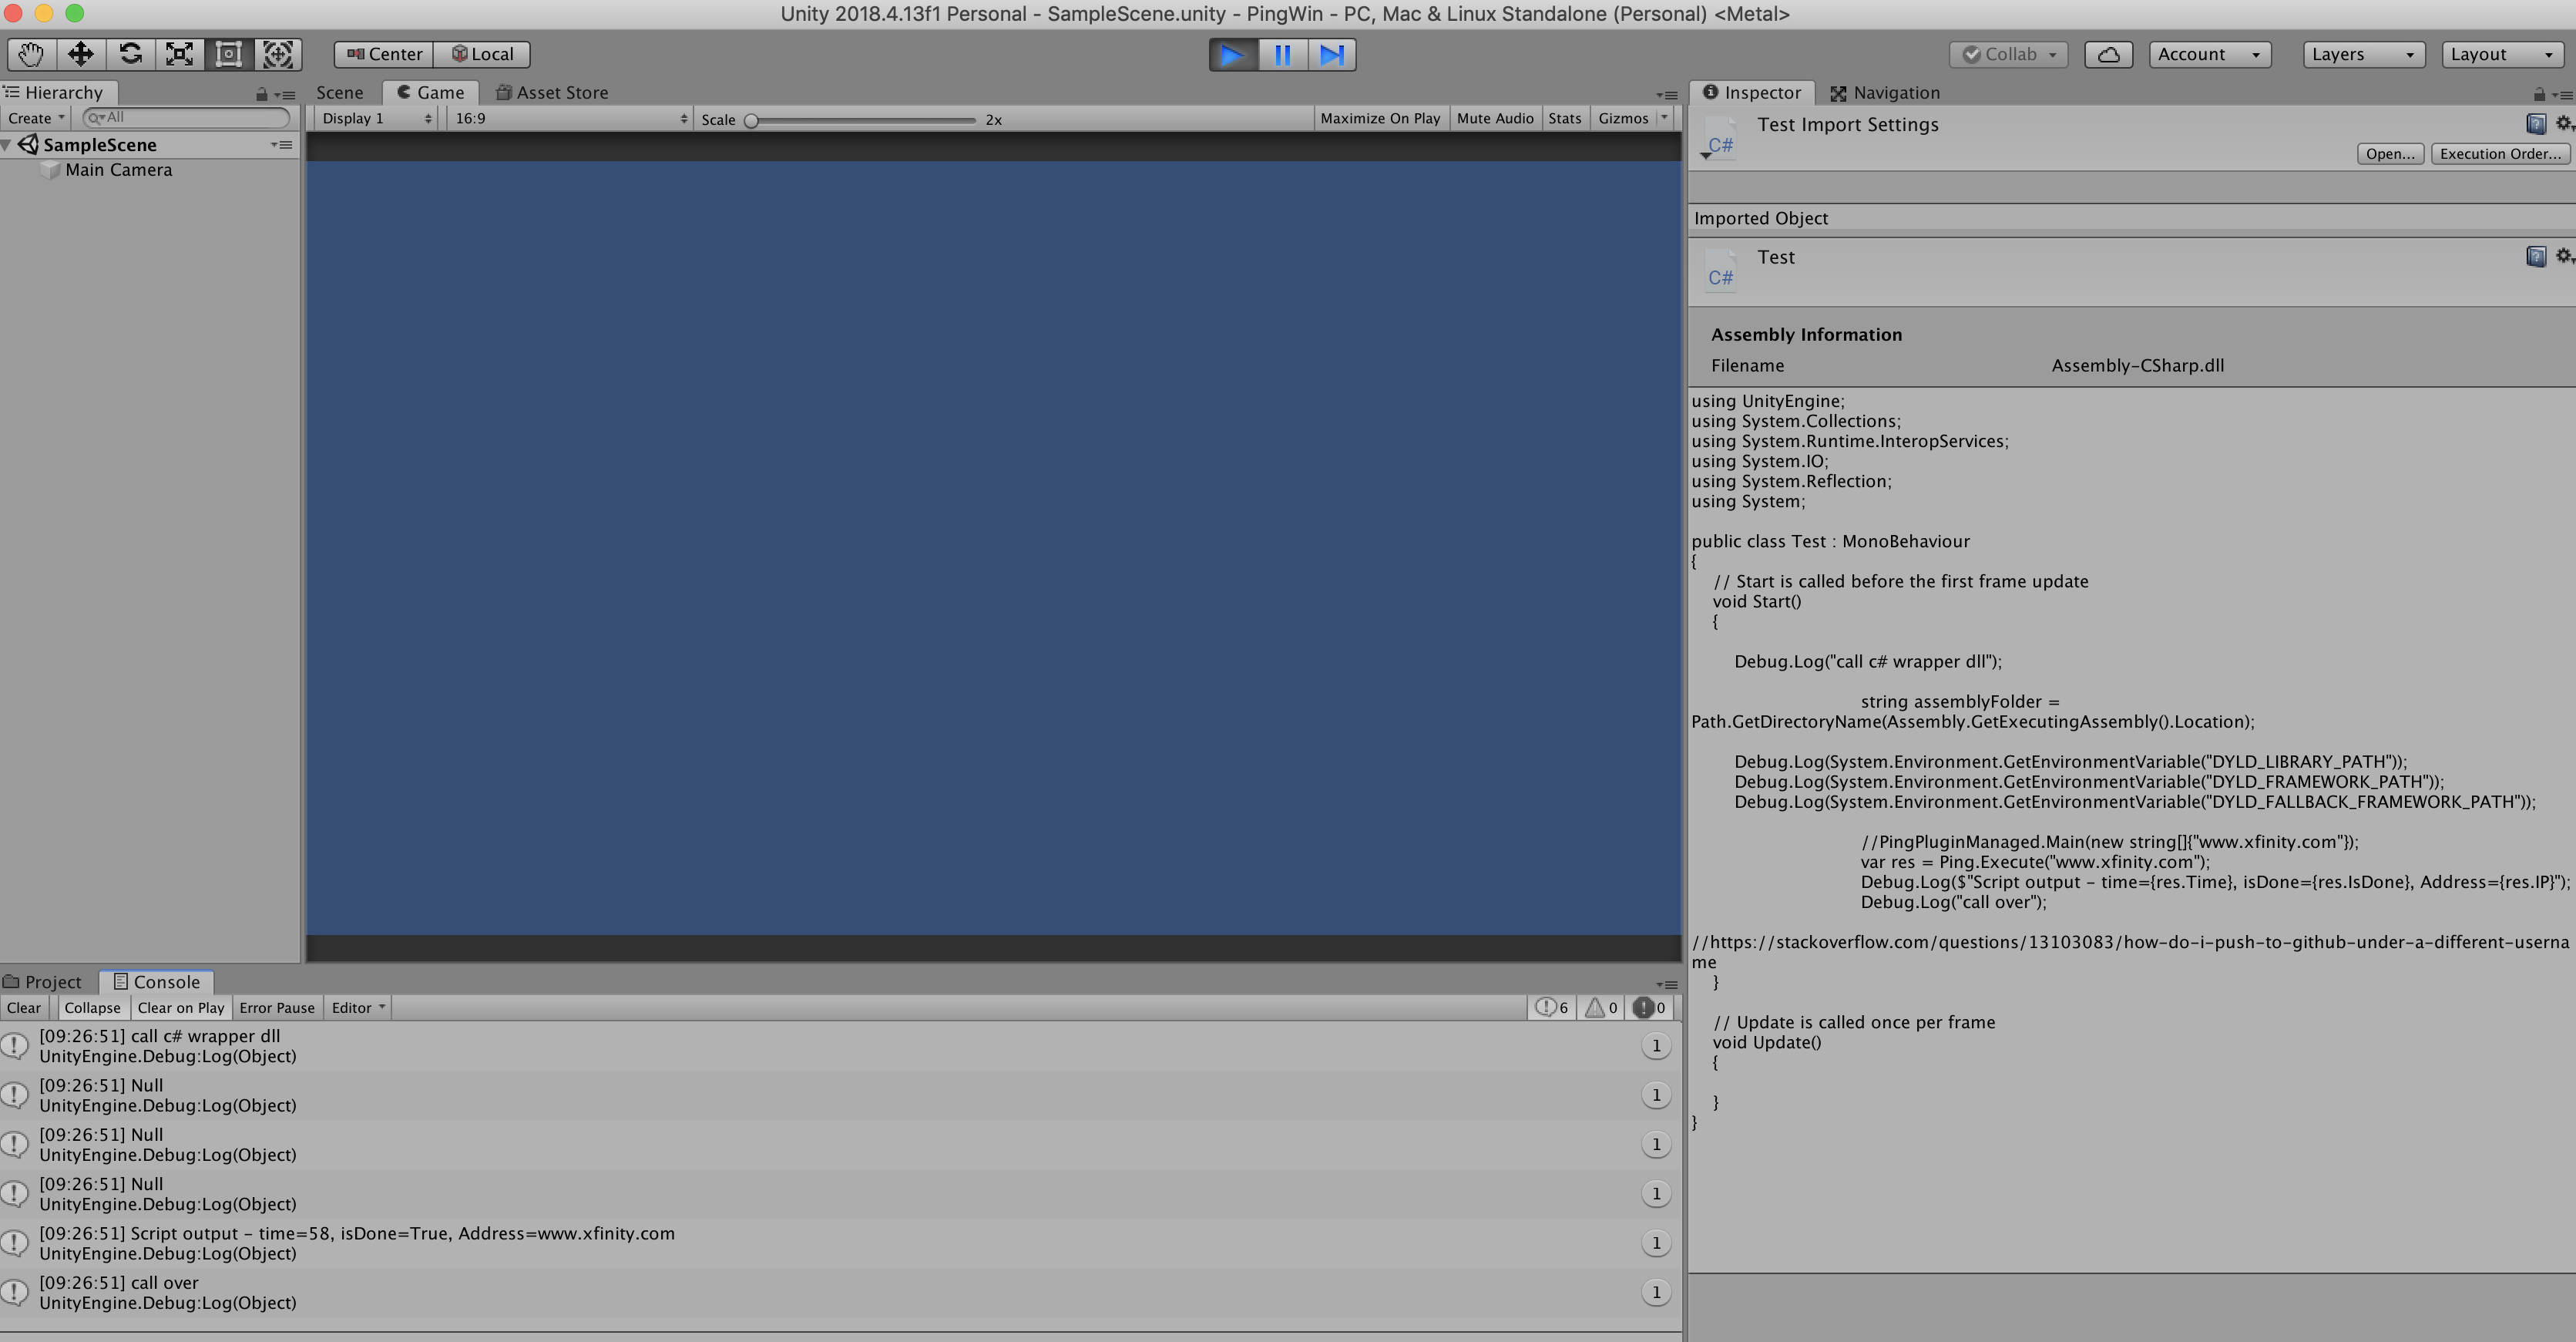 Unity 2018.4.13f1 Personal - SampleScene.unity - PingWin - PC, Mac & Linux Standalone (Personal) <Metal>
Center Local Collab Account Layers Layout
Hierarchy
Create All
SampleScene
Main Camera
Scene Game Asset Store
Display 1 16:9 Scale 2x Maximize On Play Mute Audio Stats Gizmos
Project Console
Clear Collapse Clear on Play Error Pause Editor 6 0 0
[09:26:51] call c# wrapper dll 1
UnityEngine.Debug:Log(Object)
[09:26:51] Null 1
UnityEngine.Debug:Log(Object)
[09:26:51] Null 1
UnityEngine.Debug:Log(Object)
[09:26:51] Null 1
UnityEngine.Debug:Log(Object)
[09:26:51] Script output - time=58, isDone=True, Address=www.xfinity.com 1
UnityEngine.Debug:Log(Object)
[09:26:51] call over 1
UnityEngine.Debug:Log(Object)
Inspector Navigation
Test Import Settings
C#
Open... Execution Order...
Imported Object
Test
C#
Assembly Information
Filename Assembly-CSharp.dll
using UnityEngine;
using System.Collections;
using System.Runtime.InteropServices;
using System.IO;
using System.Reflection;
using System;
public class Test : MonoBehaviour
{
// Start is called before the first frame update
void Start()
{
Debug.Log("call c# wrapper dll");
string assemblyFolder =
Path.GetDirectoryName(Assembly.GetExecutingAssembly().Location);
Debug.Log(System.Environment.GetEnvironmentVariable("DYLD_LIBRARY_PATH"));
Debug.Log(System.Environment.GetEnvironmentVariable("DYLD_FRAMEWORK_PATH"));
Debug.Log(System.Environment.GetEnvironmentVariable("DYLD_FALLBACK_FRAMEWORK_PATH"));
//PingPluginManaged.Main(new string[]{"www.xfinity.com"});
var res = Ping.Execute("www.xfinity.com");
Debug.Log($"Script output - time={res.Time}, isDone={res.IsDone}, Address={res.IP}");
Debug.Log("call over");
//https://stackoverflow.com/questions/13103083/how-do-i-push-to-github-under-a-different-userna
me
}
// Update is called once per frame
void Update()
{
}
}